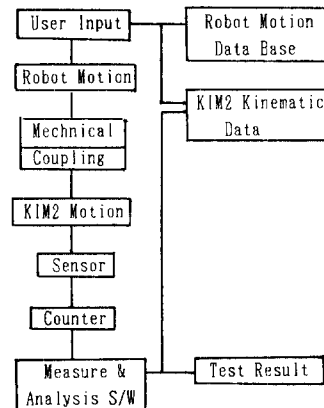 User Input
Robot Motion
Data Base
Robot Motion
KIM2 Kinematic
Data
Mechnical
Coupling
KIM2 Motion
Sensor
Counter
Measure &
Analysis S/W
Test Result